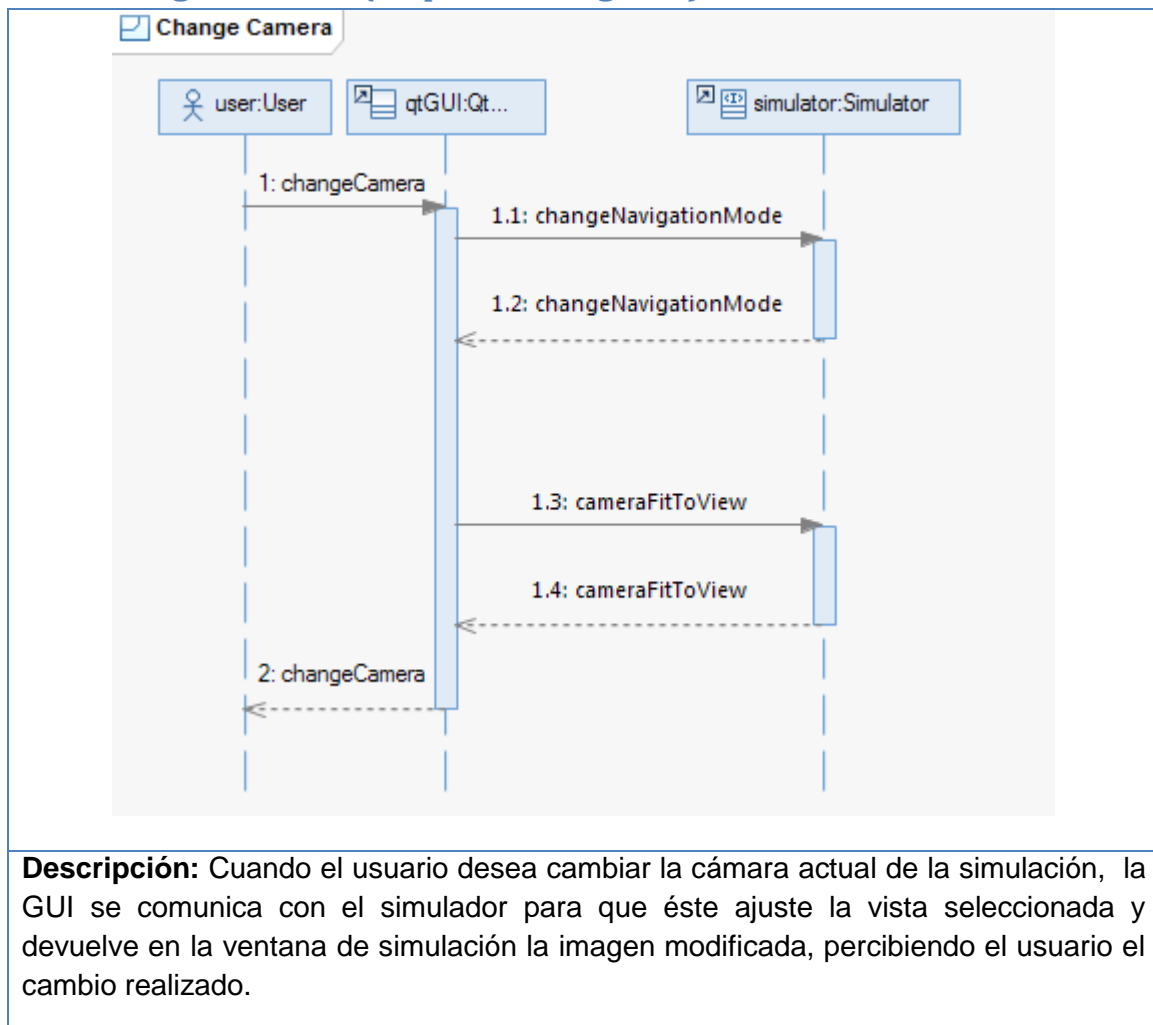 Change Camera
user:User
qtGUI:Qt...
simulator:Simulator
1: changeCamera
1.1: changeNavigationMode
1.2: changeNavigationMode
1.3: cameraFitToView
1.4: cameraFitToView
2: changeCamera
Descripción: Cuando el usuario desea cambiar la cámara actual de la simulación, la
GUI se comunica con el simulador para que éste ajuste la vista seleccionada y
devuelve en la ventana de simulación la imagen modificada, percibiendo el usuario el
cambio realizado.